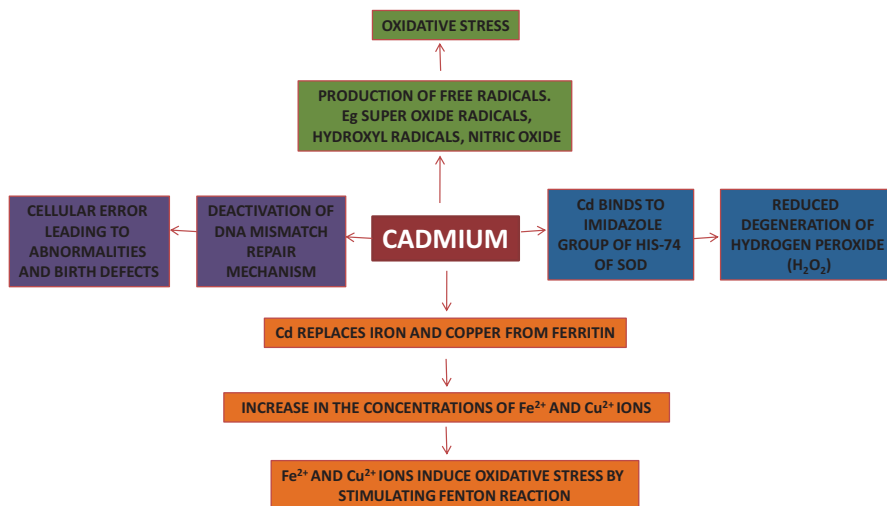 OXIDATIVE STRESS
PRODUCTION OF FREE RADICALS.
Eg SUPER OXIDE RADICALS,
HYDROXYL RADICALS, NITRIC OXIDE
CELLULAR ERROR
LEADING TO
ABNORMALITIES
AND BIRTH DEFECTS
DEACTIVATION OF
DNA MISMATCH
REPAIR
MECHANISM
CADMIUM
Cd BINDS TO
IMIDAZOLE
GROUP OF HIS-74
OF SOD
REDUCED
DEGENERATION OF
HYDROGEN PEROXIDE
(H₂O₂)
Cd REPLACES IRON AND COPPER FROM FERRITIN
INCREASE IN THE CONCENTRATIONS OF Fe²⁺ AND Cu²⁺ IONS
Fe²⁺ AND Cu²⁺ IONS INDUCE OXIDATIVE STRESS BY
STIMULATING FENTON REACTION